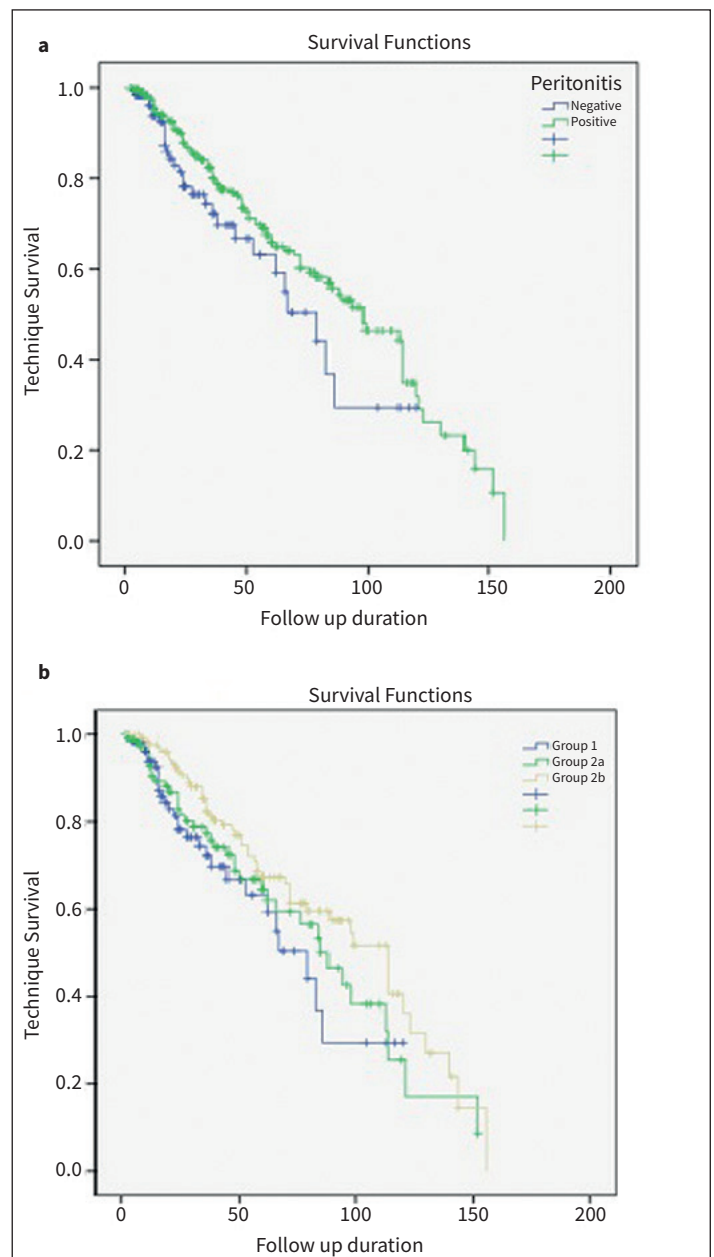 a
Survival Functions
Peritonitis
Negative
Positive
1.0
0.8
0.6
0.4
0.2
0.0
Technique Survival
0 50 100 150 200
Follow up duration
b
Survival Functions
Group 1
Group 2a
Group 2b
1.0
0.8
0.6
0.4
0.2
0.0
Technique Survival
0 50 100 150 200
Follow up duration